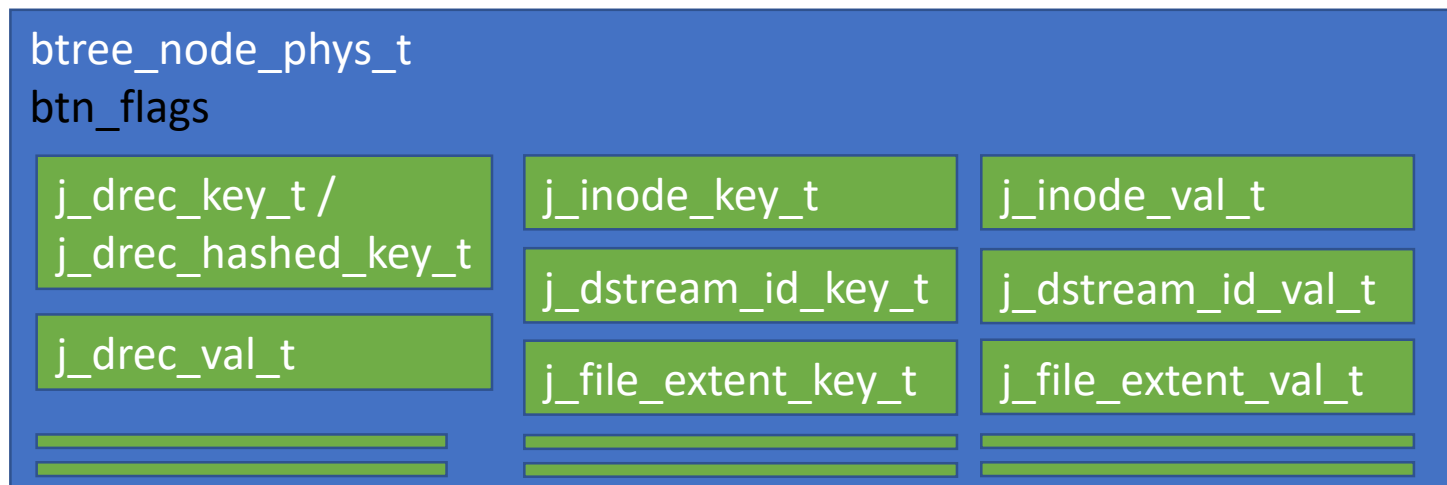 btree_node_phys_t
btn_flags
j_drec_key_t /
j_drec_hashed_key_t
j_drec_val_t
j_inode_key_t
j_dstream_id_key_t
j_file_extent_key_t
j_inode_val_t
j_dstream_id_val_t
j_file_extent_val_t